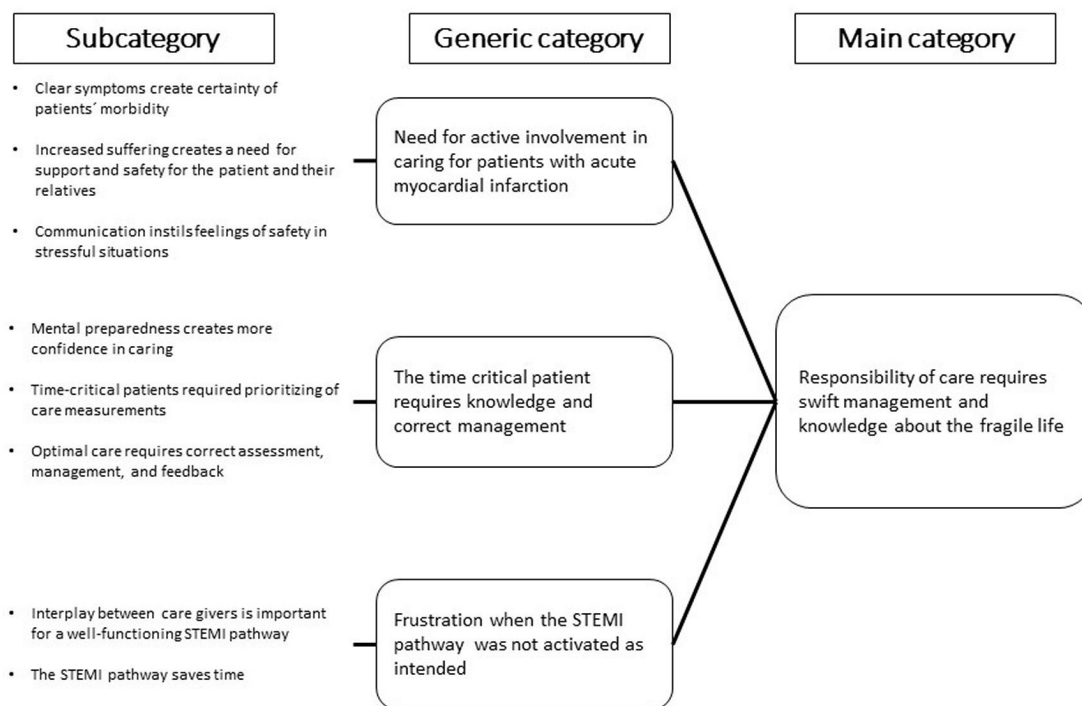 Subcategory
Generic category
Main category
• Clear symptoms create certainty of
patients´ morbidity
• Increased suffering creates a need for
support and safety for the patient and their
relatives
• Communication instils feelings of safety in
stressful situations
Need for active involvement in
caring for patients with acute
myocardial infarction
• Mental preparedness creates more
confidence in caring
• Time-critical patients required prioritizing of
care measurements
• Optimal care requires correct assessment,
management, and feedback
The time critical patient
requires knowledge and
correct management
Responsibility of care requires
swift management and
knowledge about the fragile life
• Interplay between care givers is important
for a well-functioning STEMI pathway
• The STEMI pathway saves time
Frustration when the STEMI
pathway was not activated as
intended